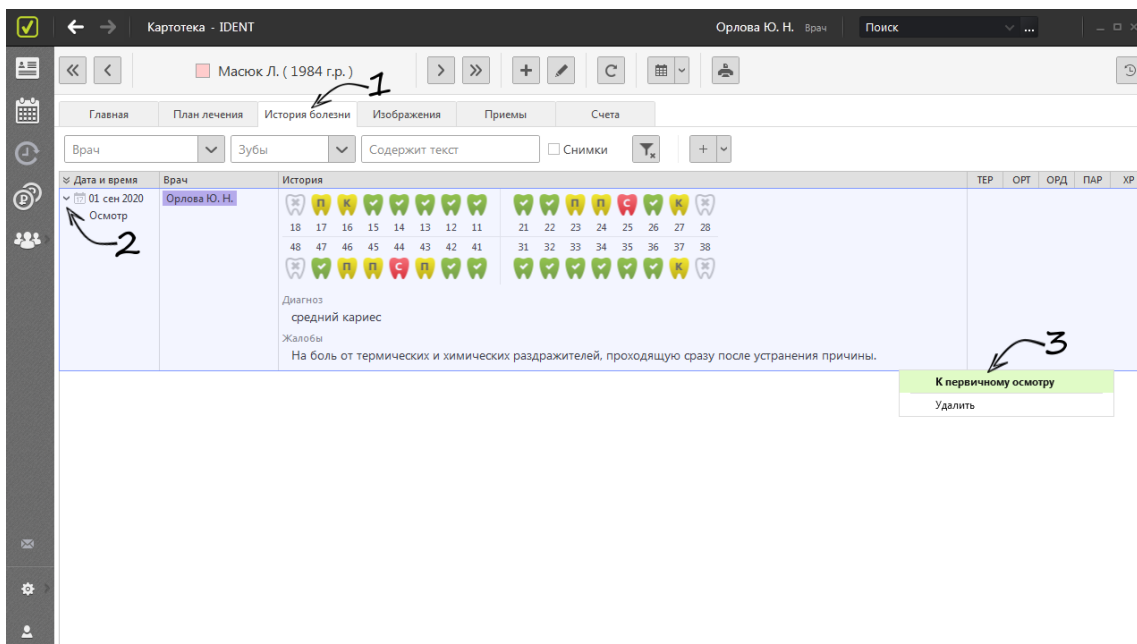 Картотека - IDENT
Орлова Ю. Н. Врач
Поиск
...
Масюк Л. ( 1984 г.р. )
1
Главная
План лечения
История болезни
Изображения
Приемы
Счета
Врач
Зубы
Содержит текст
Снимки
Дата и время
Врач
История
ТЕР
ОРТ
ОРД
ПАР
ХР
01 сен 2020
Осмотр
Орлова Ю. Н.
2
П К П П С К
18 17 16 15 14 13 12 11 21 22 23 24 25 26 27 28
48 47 46 45 44 43 42 41 31 32 33 34 35 36 37 38
П П С П К
Диагноз
средний кариес
Жалобы
На боль от термических и химических раздражителей, проходящую сразу после устранения причины.
3
К первичному осмотру
Удалить